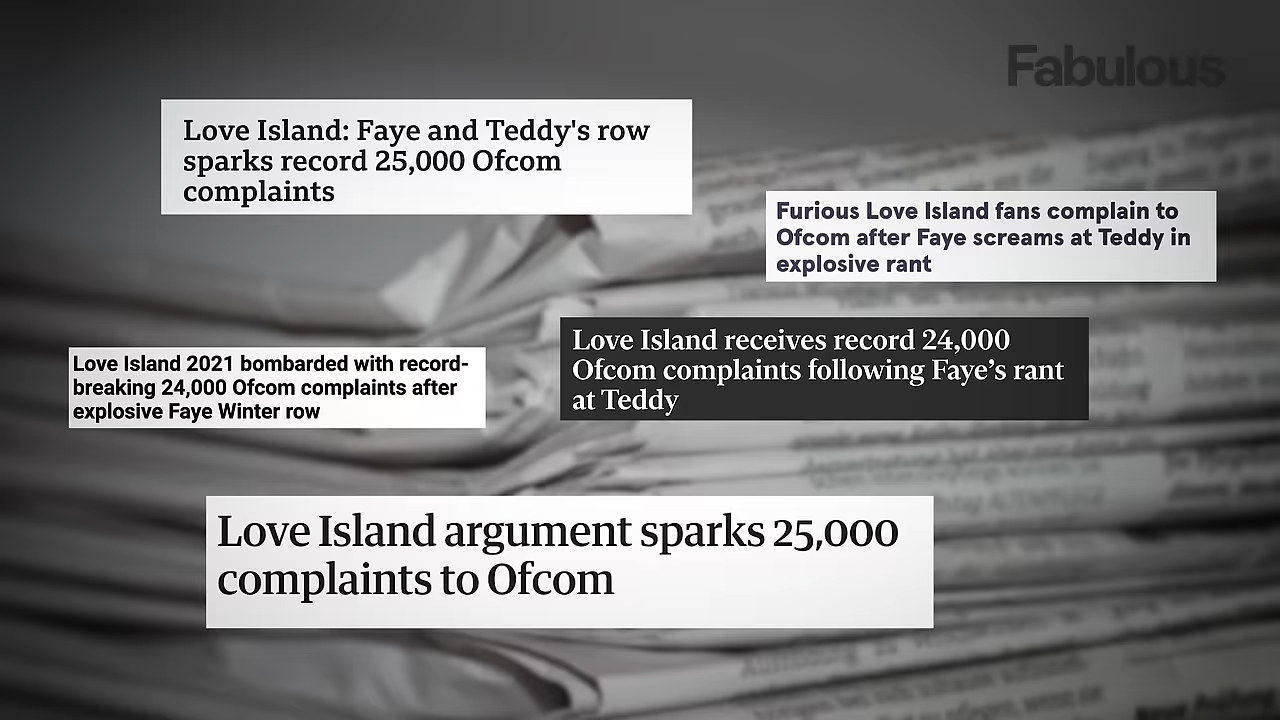 Fabulous
Love Island: Faye and Teddy's row
sparks record 25,000 Ofcom
complaints
Furious Love Island fans complain to
Ofcom after Faye screams at Teddy in
explosive rant
Love Island receives record 24,000
Ofcom complaints following Faye’s rant
at Teddy
Love Island 2021 bombarded with record-
breaking 24,000 Ofcom complaints after
explosive Faye Winter row
Love Island argument sparks 25,000
complaints to Ofcom